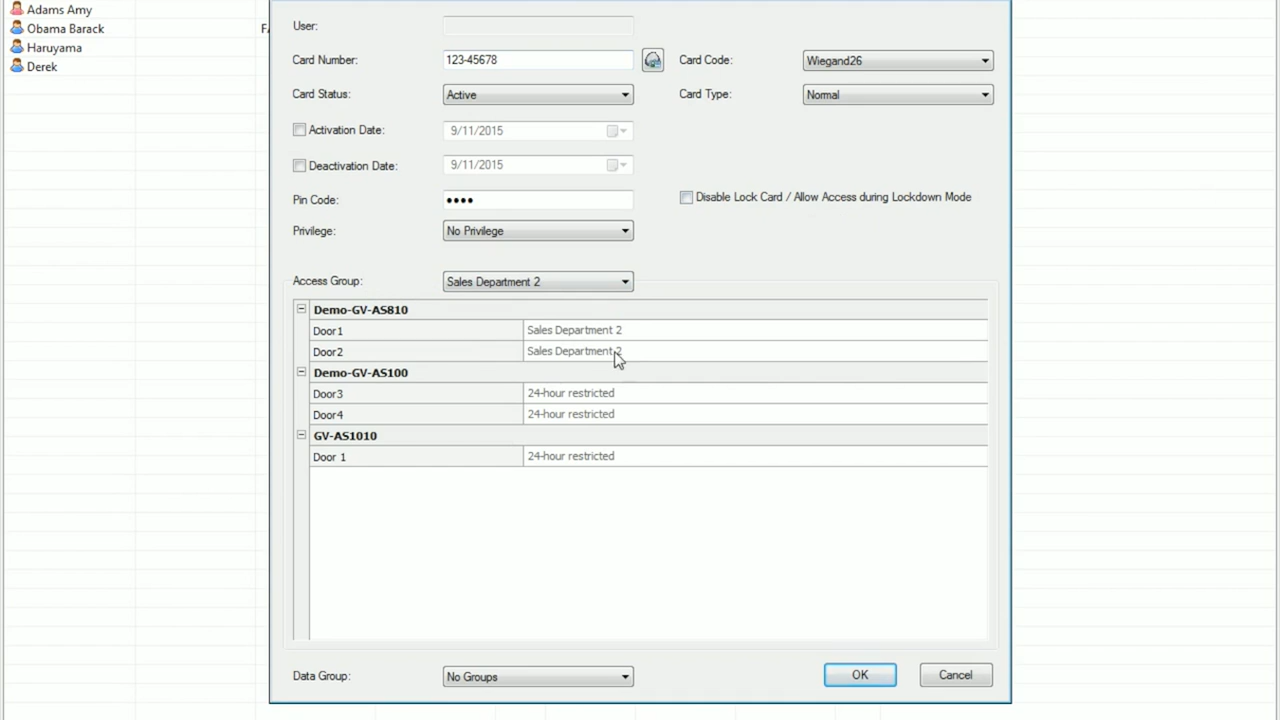 Adams Amy
Obama Barack
Haruyama
Derek
User:
Card Number: 123-45678 Card Code: Wiegand26
Card Status: Active Card Type: Normal
Activation Date: 9/11/2015
Deactivation Date: 9/11/2015
Pin Code: •••• Disable Lock Card / Allow Access during Lockdown Mode
Privilege: No Privilege
Access Group: Sales Department 2
Demo-GV-AS810
Door1 Sales Department 2
Door2 Sales Department 2
Demo-GV-AS100
Door3 24-hour restricted
Door4 24-hour restricted
GV-AS1010
Door 1 24-hour restricted
Data Group: No Groups OK Cancel